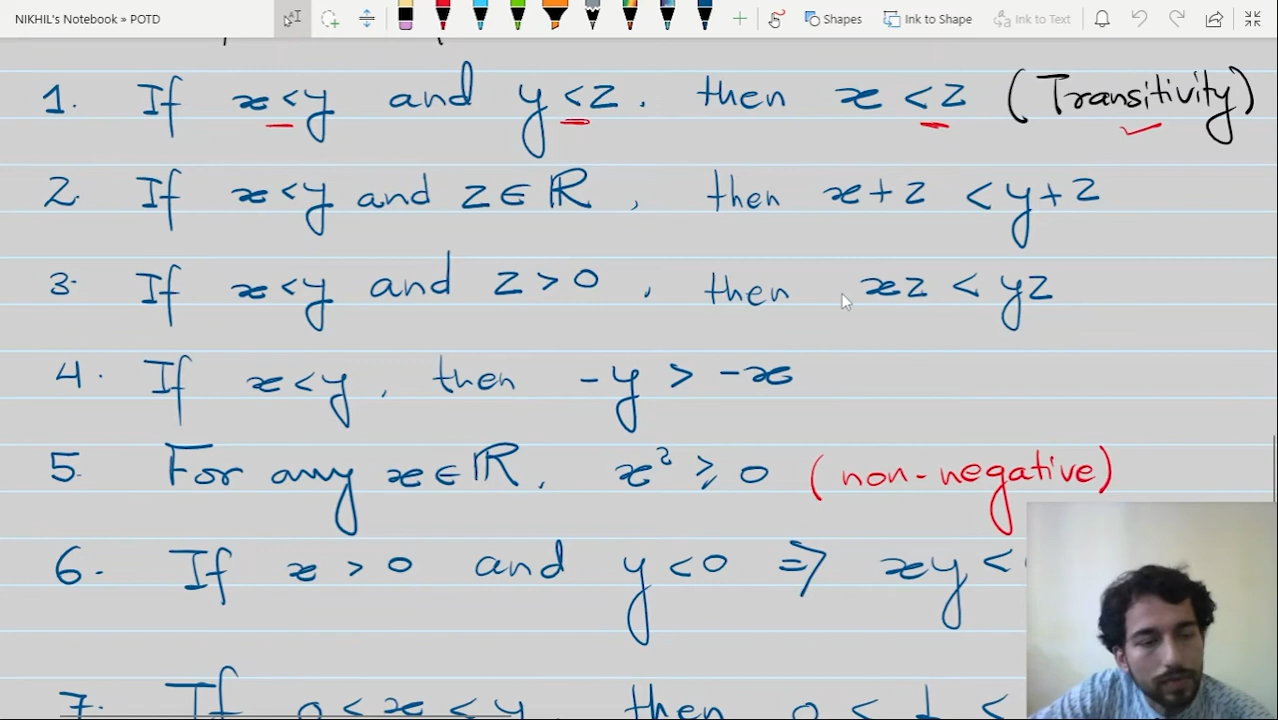 NIKHIL's Notebook » POTD Shapes Ink to Shape Ink to Text
1. If x<y and y<z, then x<z (Transitivity)
2. If x<y and z∈ℝ, then x+z <y+z
3. If x<y and z>0, then xz < yz
4. If x<y, then -y > -x
5. For any x∈ℝ, x² ≥ 0 (non-negative)
6. If x > 0 and y<0 ⇒ xy <
7. If 0 < x < y, then 0 < 1 <